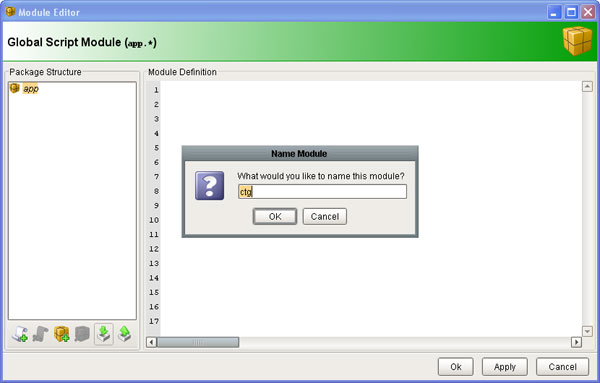 Module Editor
Global Script Module (app.*)
Package Structure
app
Module Definition
1
2
3
4
5
6
7
8
9
10
11
12
13
14
15
16
17
Name Module
What would you like to name this module?
ctg
OK
Cancel
Ok
Apply
Cancel